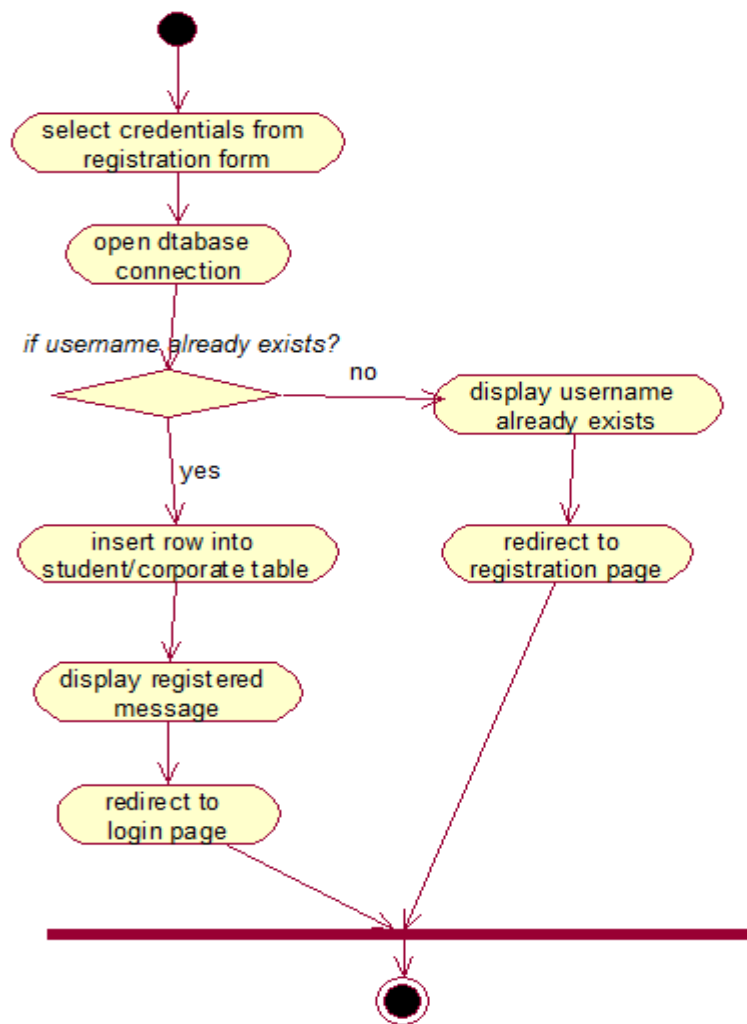 select credentials from
registration form
open dtabase
connection
if username already exists?
no
display username
already exists
yes
insert row into
student/corporate table
redirect to
registration page
display registered
message
redirect to
login page